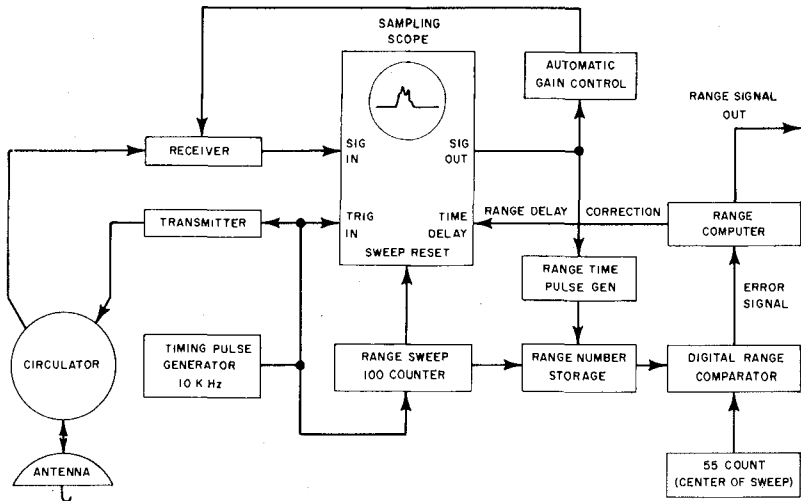 SAMPLING
SCOPE
AUTOMATIC
GAIN CONTROL
RANGE SIGNAL
OUT
RECEIVER
SIG
IN
SIG
OUT
TRANSMITTER
TRIG
IN
TIME
DELAY
SWEEP RESET
RANGE DELAY CORRECTION
RANGE
COMPUTER
RANGE TIME
PULSE GEN
ERROR
SIGNAL
CIRCULATOR
TIMING PULSE
GENERATOR
10 K Hz
RANGE SWEEP
100 COUNTER
RANGE NUMBER
STORAGE
DIGITAL RANGE
COMPARATOR
ANTENNA
55 COUNT
(CENTER OF SWEEP)